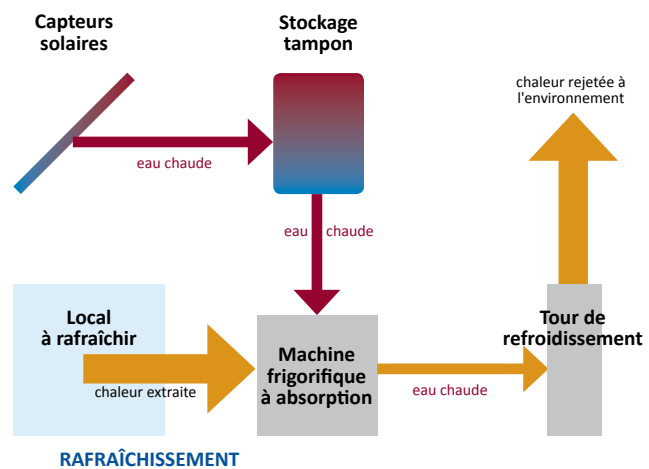 Capteurs
solaires
Stockage
tampon
chaleur rejetée à
l'environnement
eau chaude
eau chaude
Local
à rafraîchir
Machine
frigorifique
à absorption
Tour de
refroidissement
chaleur extraite
eau chaude
RAFRAÎCHISSEMENT